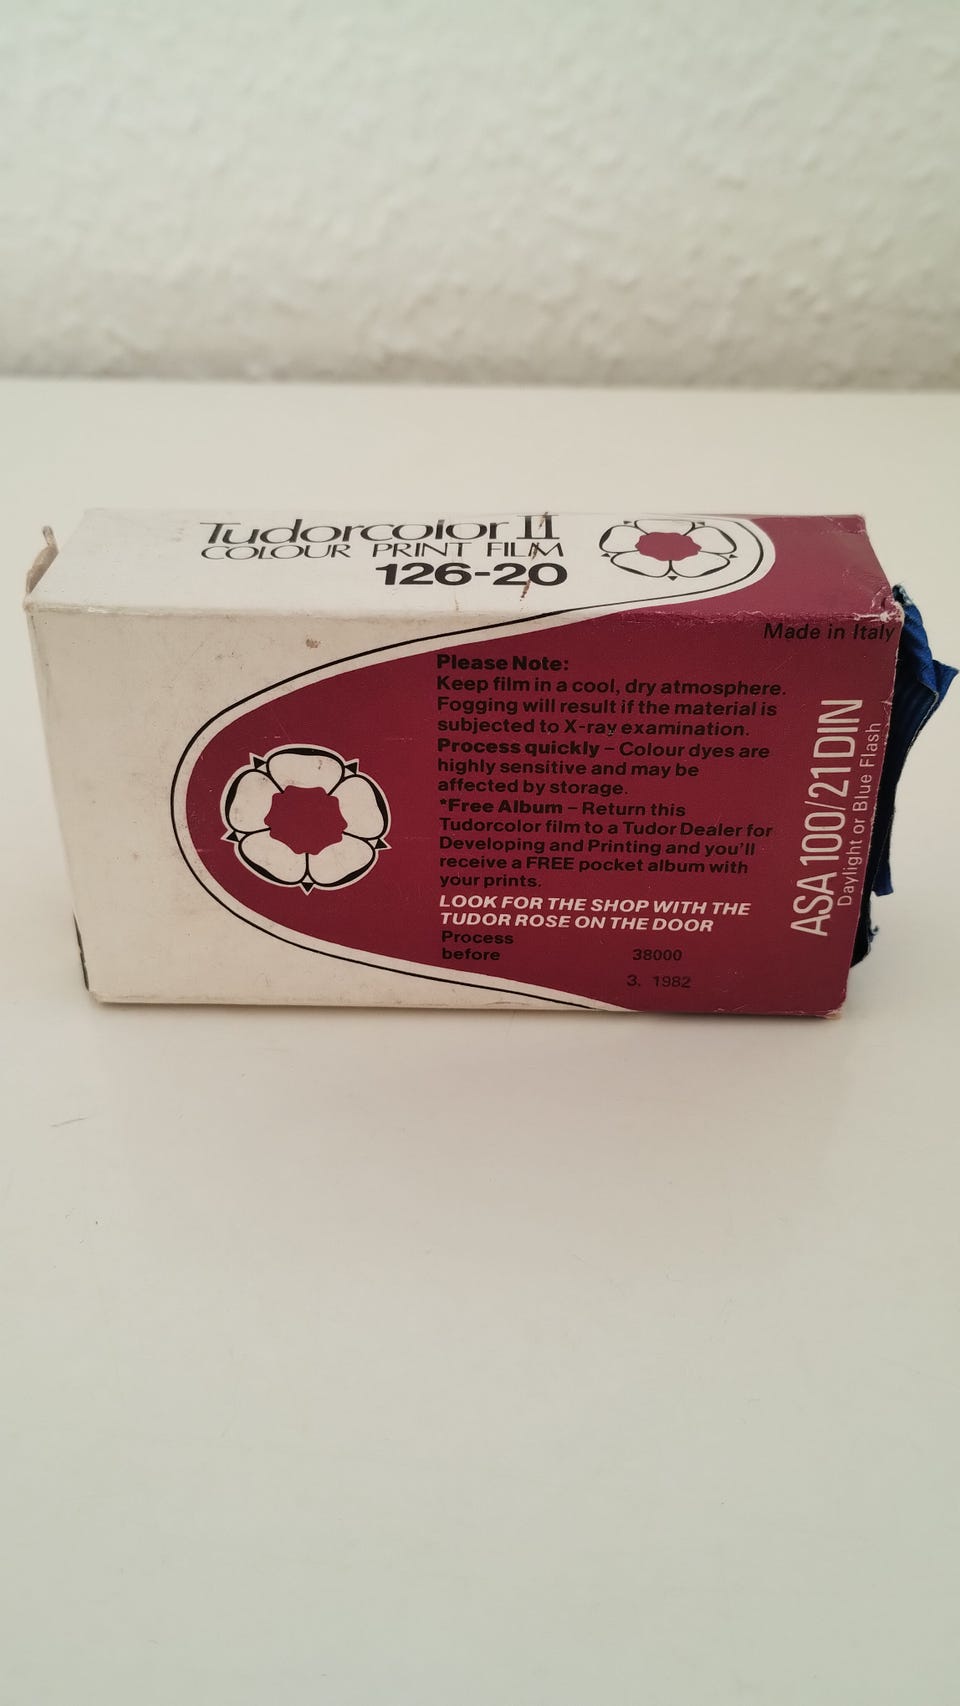 Tudorcolor II
COLOUR PRINT FILM
126-20
Made in Italy
Please Note:
Keep film in a cool, dry atmosphere.
Fogging will result if the material is
subjected to X-ray examination.
Process quickly – Colour dyes are
highly sensitive and may be
affected by storage.
*Free Album – Return this
Tudorcolor film to a Tudor Dealer for
Developing and Printing and you'll
receive a FREE pocket album with
your prints.
LOOK FOR THE SHOP WITH THE
TUDOR ROSE ON THE DOOR
Process
before 38000
3. 1982
ASA 100/21 DIN
Daylight or Blue Flash